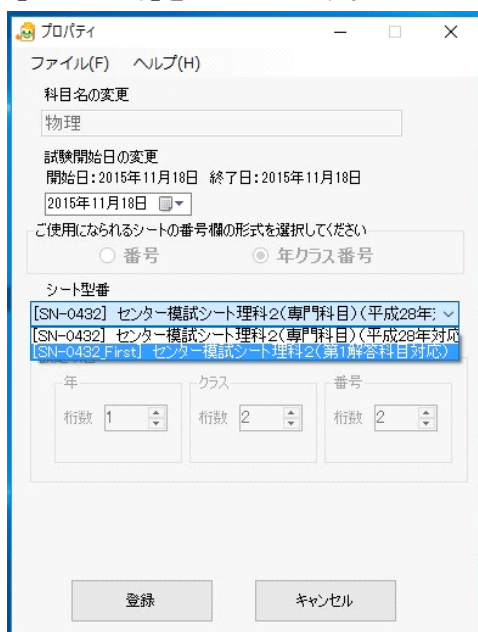 プロパティ
ファイル(F) ヘルプ(H)
科目名の変更
物理
試験開始日の変更
開始日:2015年11月18日 終了日:2015年11月18日
2015年11月18日
ご使用になられるシートの番号欄の形式を選択してください
番号 年クラス番号
シート型番
[SN-0432] センター模試シート理科2(専門科目)(平成28年
[SN-0432] センター模試シート理科2(専門科目)(平成28年対応
[SN-0432_First] センター模試シート理科2(第1解答科目対応)
年 クラス 番号
桁数 1 桁数 2 桁数 2
登録 キャンセル